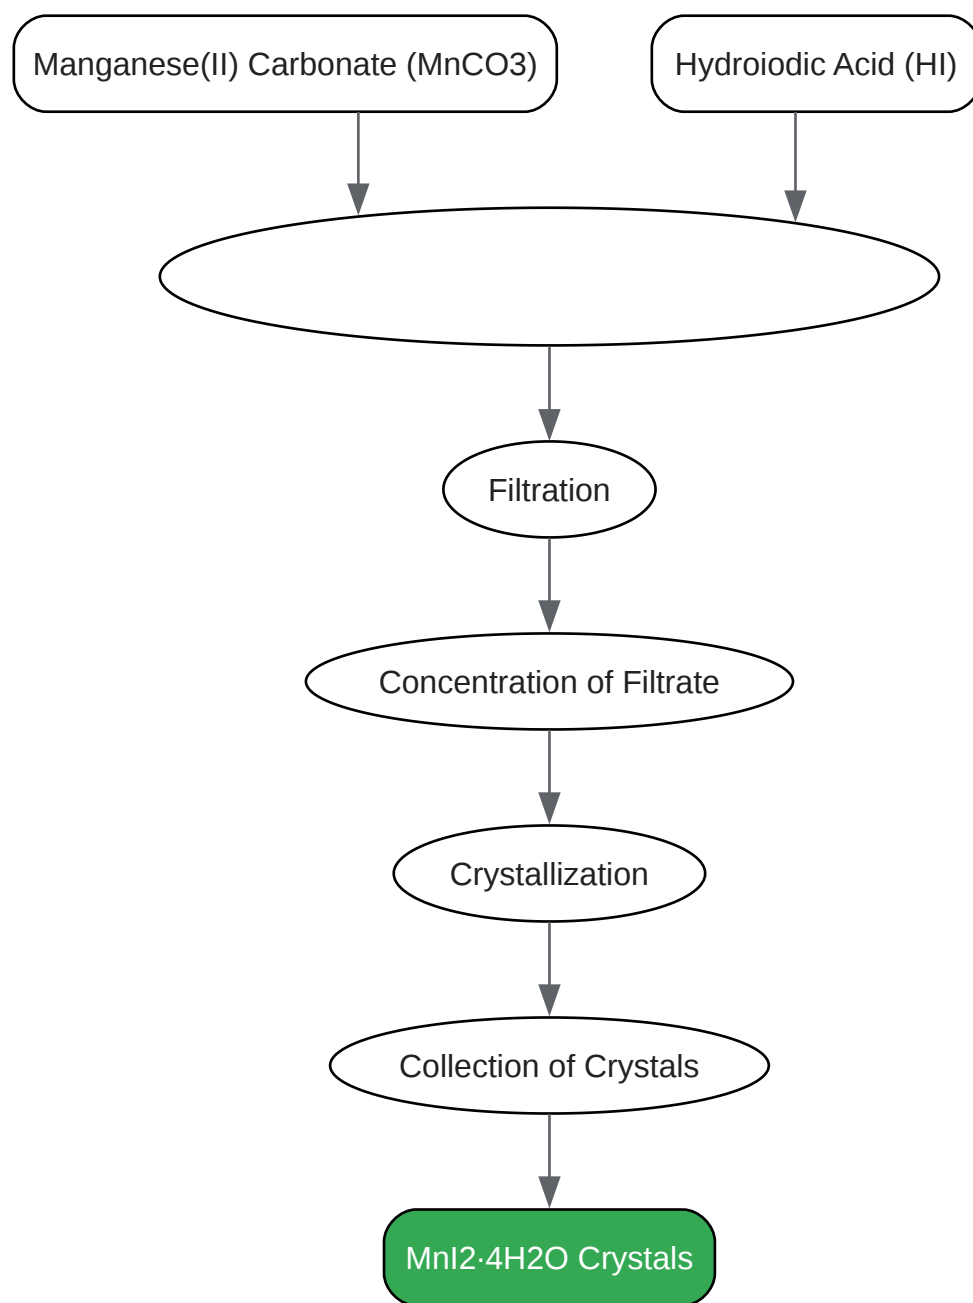 Manganese(II) Carbonate (MnCO3)
Hydroiodic Acid (HI)
Filtration
Concentration of Filtrate
Crystallization
Collection of Crystals
MnI2·4H2O Crystals